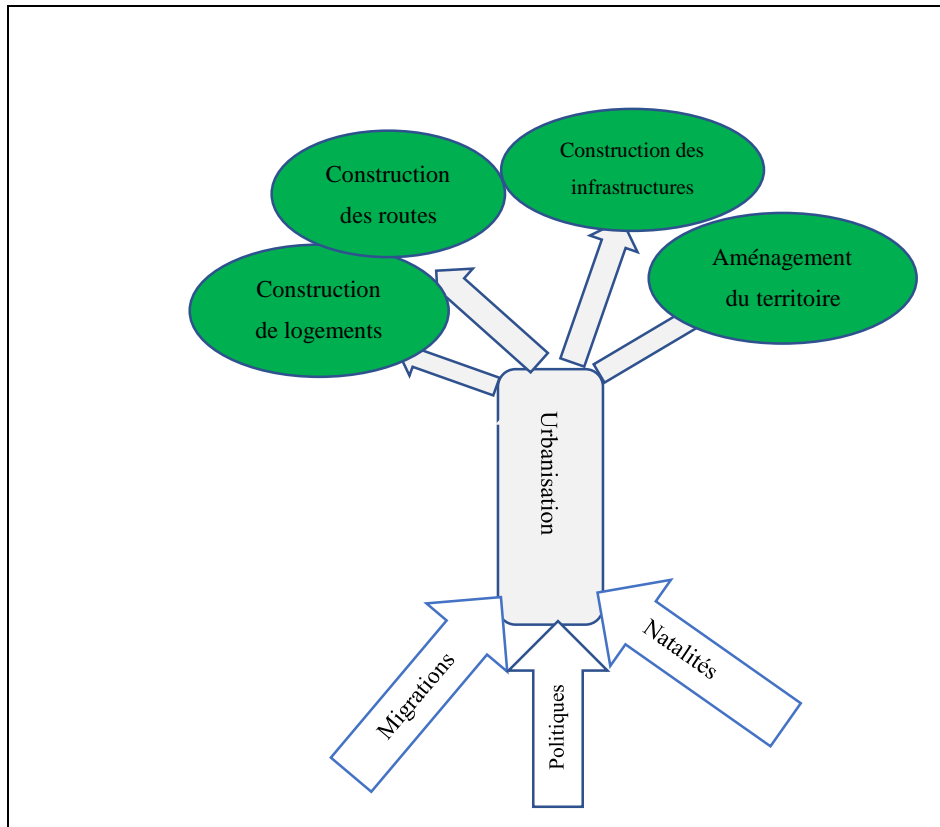 Construction des
infrastructures
Construction
des routes
Aménagement
du territoire
Construction
de logements
Urbanisation
Migrations
Politiques
Natalités